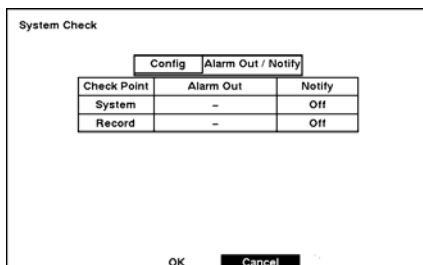 System Check
Config Alarm Out / Notify
Check Point Alarm Out Notify
System – Off
Record – Off
OK Cancel